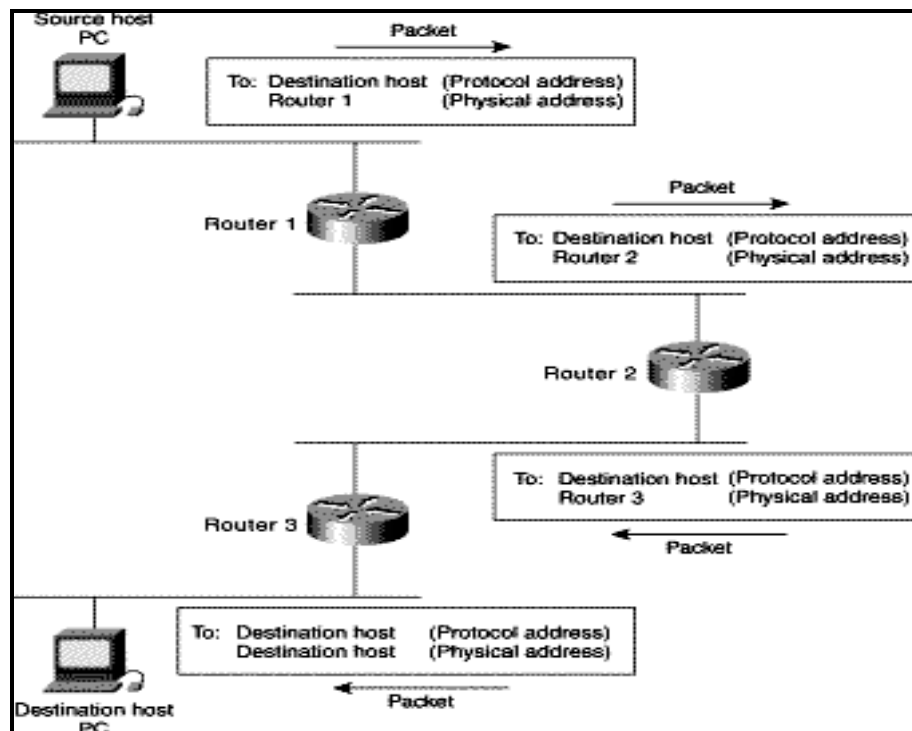 Source host
PC
Packet
To: Destination host (Protocol address)
Router 1 (Physical address)
Router 1
Packet
To: Destination host (Protocol address)
Router 2 (Physical address)
Router 2
To: Destination host (Protocol address)
Router 3 (Physical address)
Router 3
Packet
To: Destination host (Protocol address)
Destination host (Physical address)
Packet
Destination host
PC